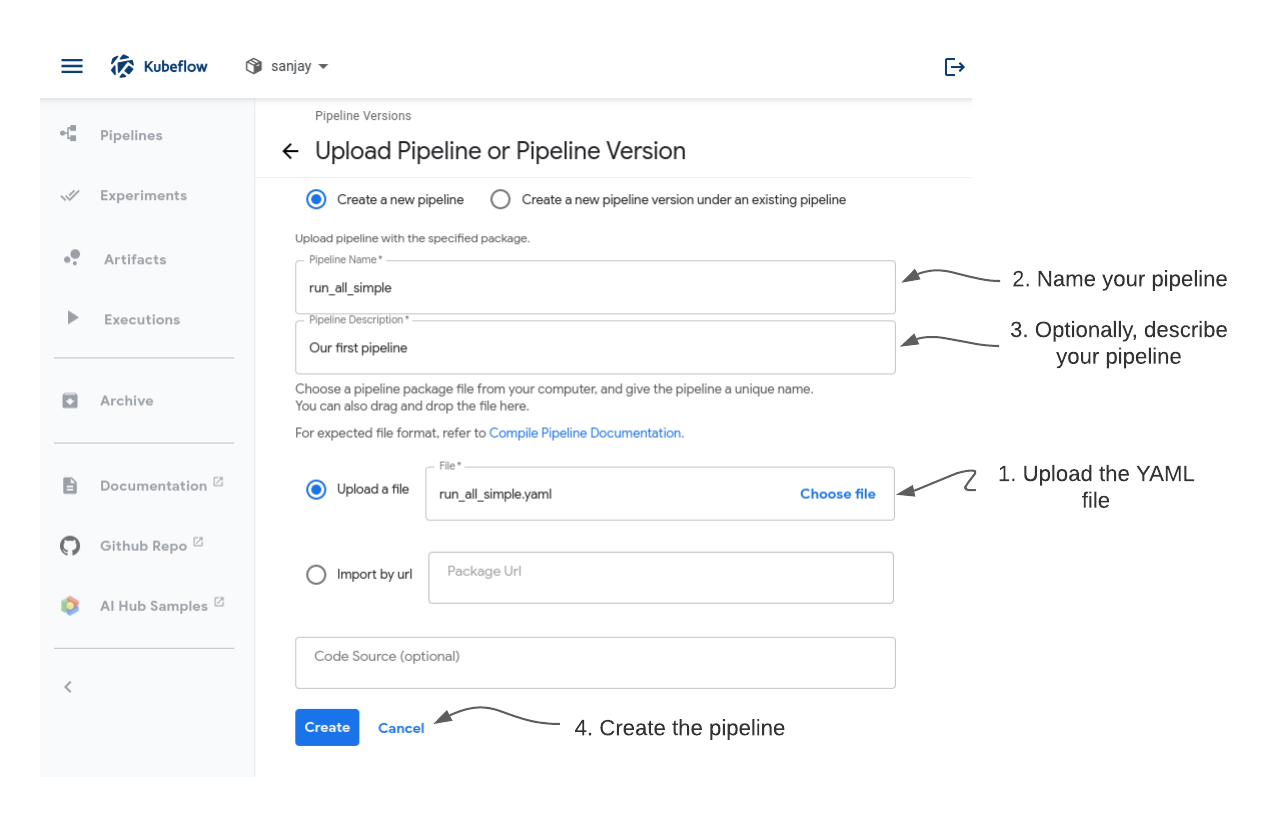 Kubeflow
sanjay
Pipelines
Experiments
Artifacts
Executions
Archive
Documentation
Github Repo
AI Hub Samples
Pipeline Versions
Upload Pipeline or Pipeline Version
Create a new pipeline
Create a new pipeline version under an existing pipeline
Upload pipeline with the specified package.
Pipeline Name*
run_all_simple
2. Name your pipeline
Pipeline Description*
Our first pipeline
3. Optionally, describe
your pipeline
Choose a pipeline package file from your computer, and give the pipeline a unique name.
You can also drag and drop the file here.
For expected file format, refer to Compile Pipeline Documentation.
Upload a file
File*
run_all_simple.yaml
Choose file
1. Upload the YAML
file
Import by url
Package Url
Code Source (optional)
Create
Cancel
4. Create the pipeline